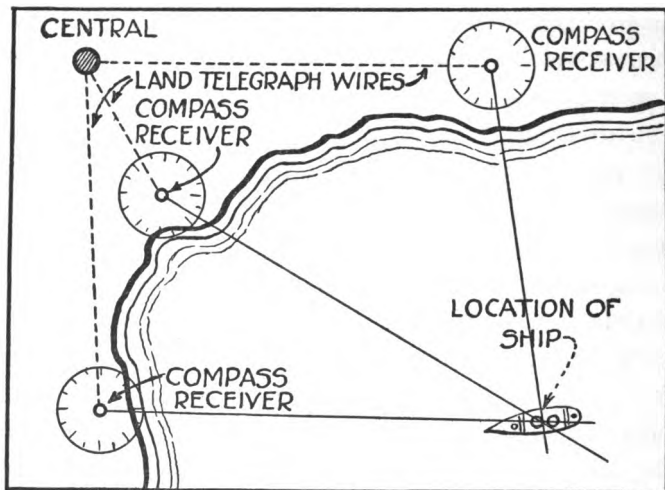 CENTRAL
COMPASS
RECEIVER
LAND TELEGRAPH WIRES
COMPASS
RECEIVER
LOCATION OF
SHIP
COMPASS
RECEIVER